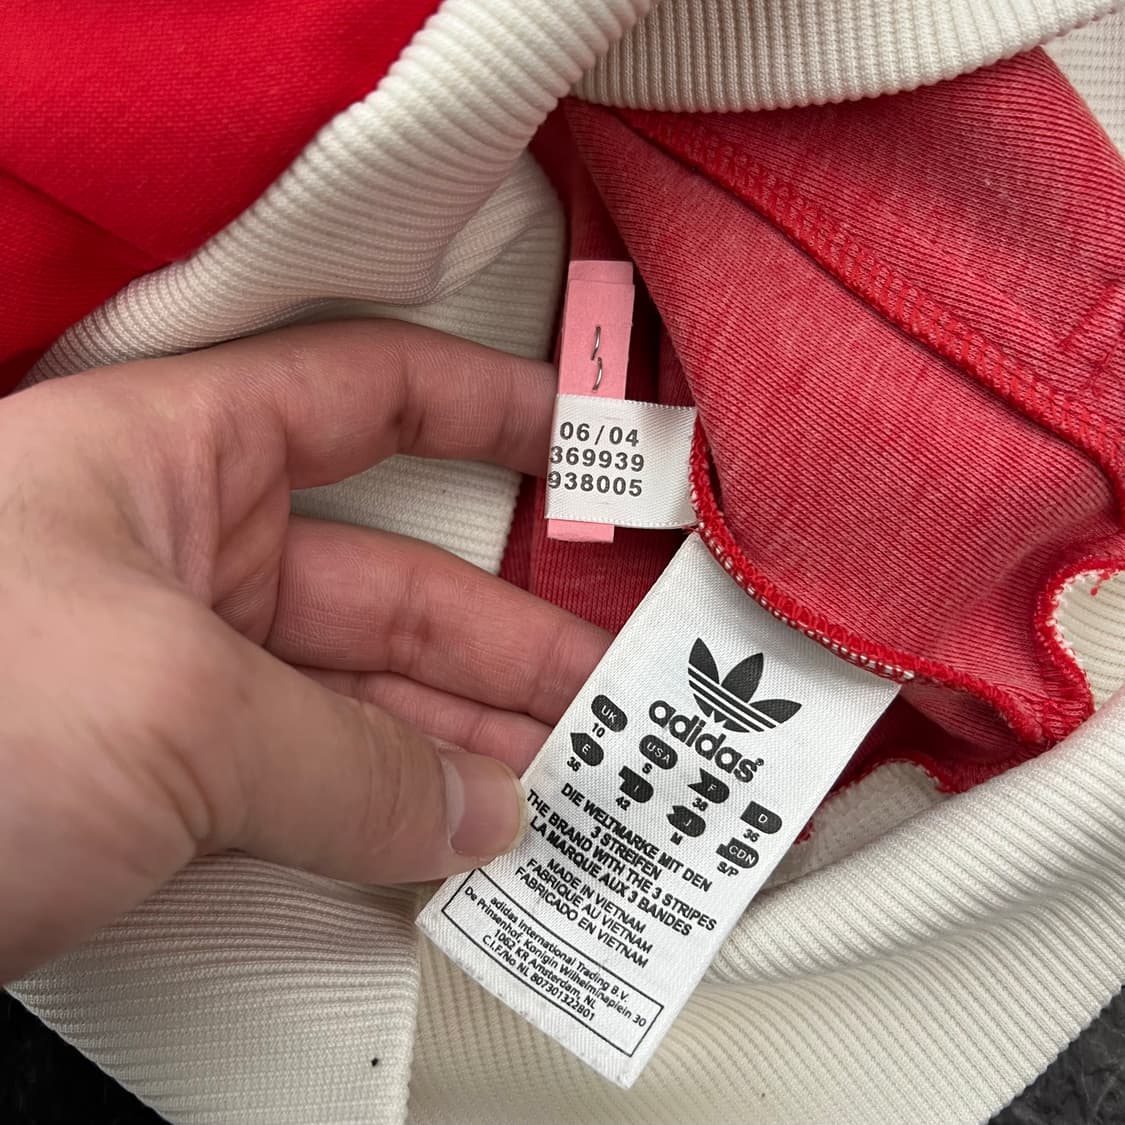 06/04
369939
938005
adidas
UK
10
USA
S
F
38
D
36
E
36
I
42
J
M
CDN
S/P
DIE WELTMARKE MIT DEN
3 STREIFEN
THE BRAND WITH THE 3 STRIPES
LA MARQUE AUX 3 BANDES
MADE IN VIETNAM
FABRIQUÉ AU VIETNAM
FABRICADO EN VIETNAM
adidas International Trading B.V.
De Prinsenhof, Konigin Wilhelminaplein 30
1062 KR Amsterdam, NL
C.I.F./No NL 807301322B01